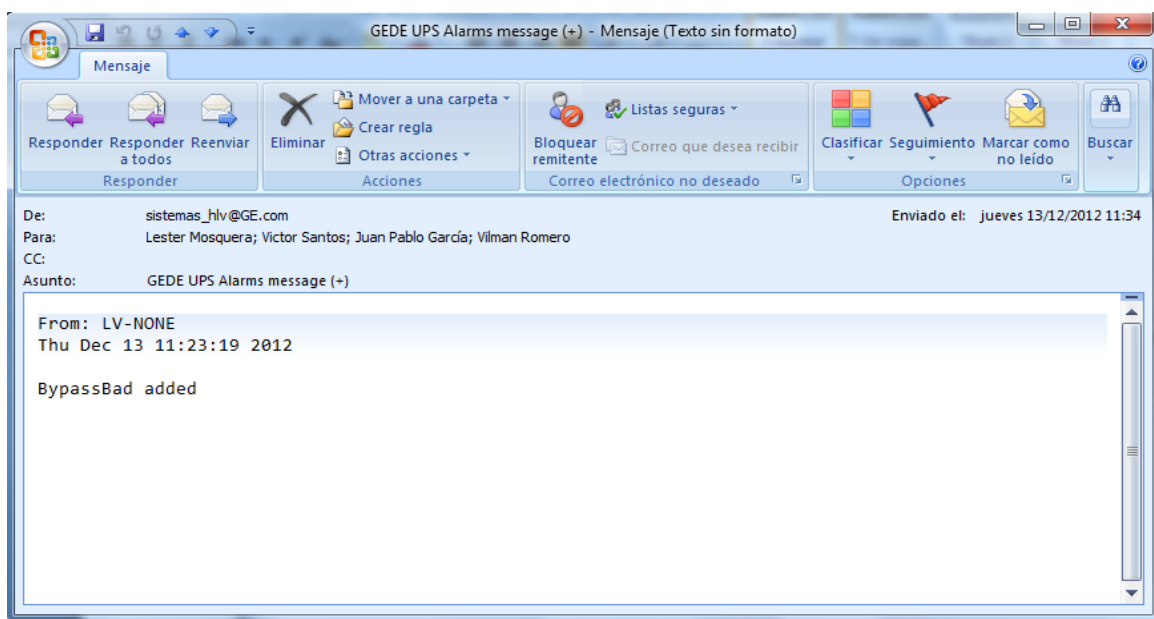 GEDE UPS Alarms message (+) - Mensaje (Texto sin formato)
Mensaje
Responder
Responder a todos
Reenviar
Responder
Eliminar
Mover a una carpeta
Crear regla
Otras acciones
Acciones
Bloquear remitente
Listas seguras
Correo que desea recibir
Correo electrónico no deseado
Clasificar
Seguimiento
Marcar como no leído
Opciones
Buscar
De: sistemas_hlv@GE.com Enviado el: jueves 13/12/2012 11:34
Para: Lester Mosquera; Victor Santos; Juan Pablo García; Vilman Romero
CC:
Asunto: GEDE UPS Alarms message (+)
From: LV-NONE
Thu Dec 13 11:23:19 2012
BypassBad added